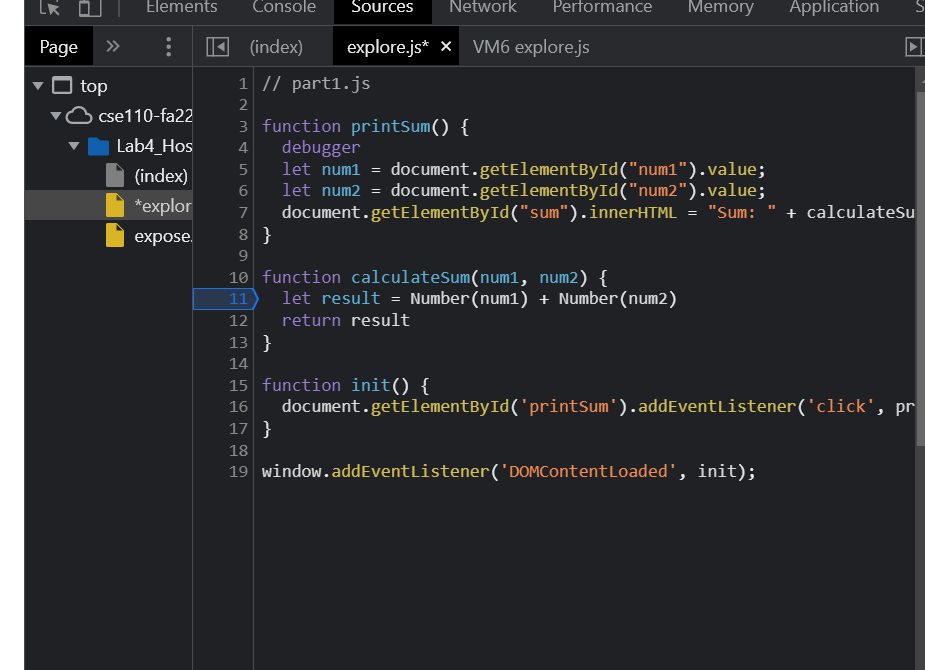 Elements Console Sources Network Performance Memory Application
Page » (index) explore.js* × VM6 explore.js
top
cse110-fa22
Lab4_Hos
(index)
*explor
expose.
1 // part1.js
2
3 function printSum() {
4 debugger
5 let num1 = document.getElementById("num1").value;
6 let num2 = document.getElementById("num2").value;
7 document.getElementById("sum").innerHTML = "Sum: " + calculateSu
8 }
9
10 function calculateSum(num1, num2) {
11 let result = Number(num1) + Number(num2)
12 return result
13 }
14
15 function init() {
16 document.getElementById('printSum').addEventListener('click', pr
17 }
18
19 window.addEventListener('DOMContentLoaded', init);